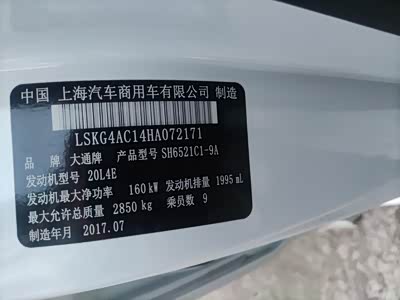 中国 上海汽车商用车有限公司 制造
LSKG4AC14HA072171
品 牌 大通牌 产品型号 SH6521C1-9A
发动机型号 20L4E
发动机最大净功率 160 kW 发动机排量 1995 mL
最大允许总质量 2850 kg 乘员数 9
制造年月 2017.07